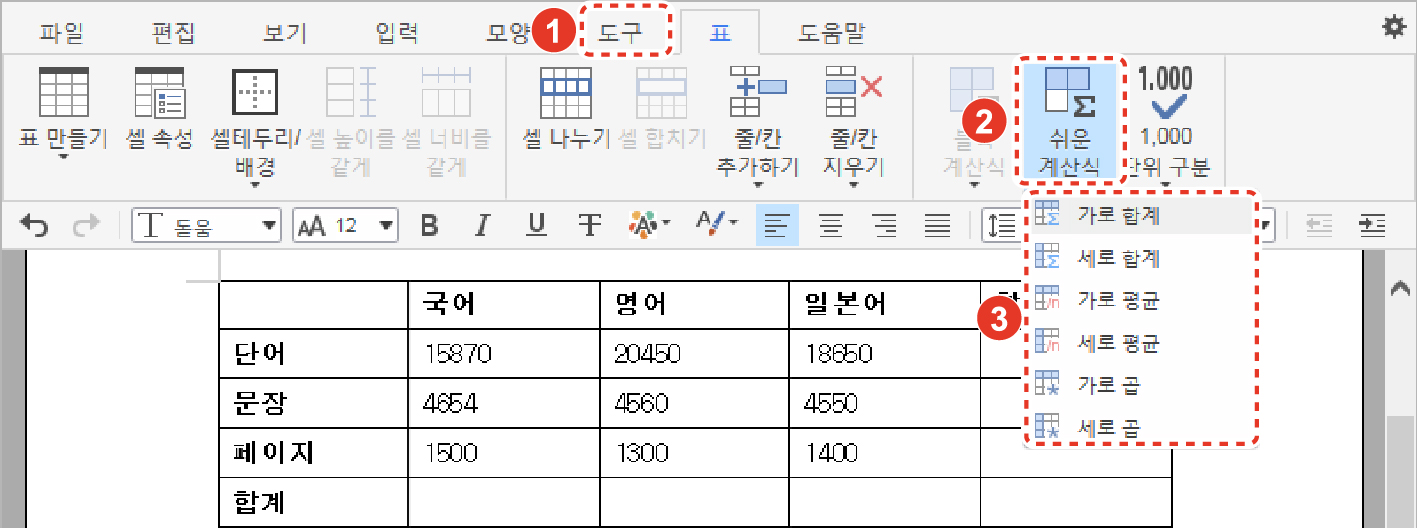 파일 편집 보기 입력 모양 1 도구 표 도움말
표 만들기
셀 속성
셀테두리/
배경
셀 높이를
같게
셀 너비를
같게
셀 나누기
셀 합치기
줄/칸
추가하기
줄/칸
지우기
2
계산식
쉬운
계산식
1.000
1,000
단위 구분
돋움 12 B I U T
3
가로 합계
세로 합계
가로 평균
세로 평균
가로 곱
세로 곱
국어 영어 일본어
단어 15870 20450 18650
문장 4654 4560 4550
페이지 1500 1300 1400
합계